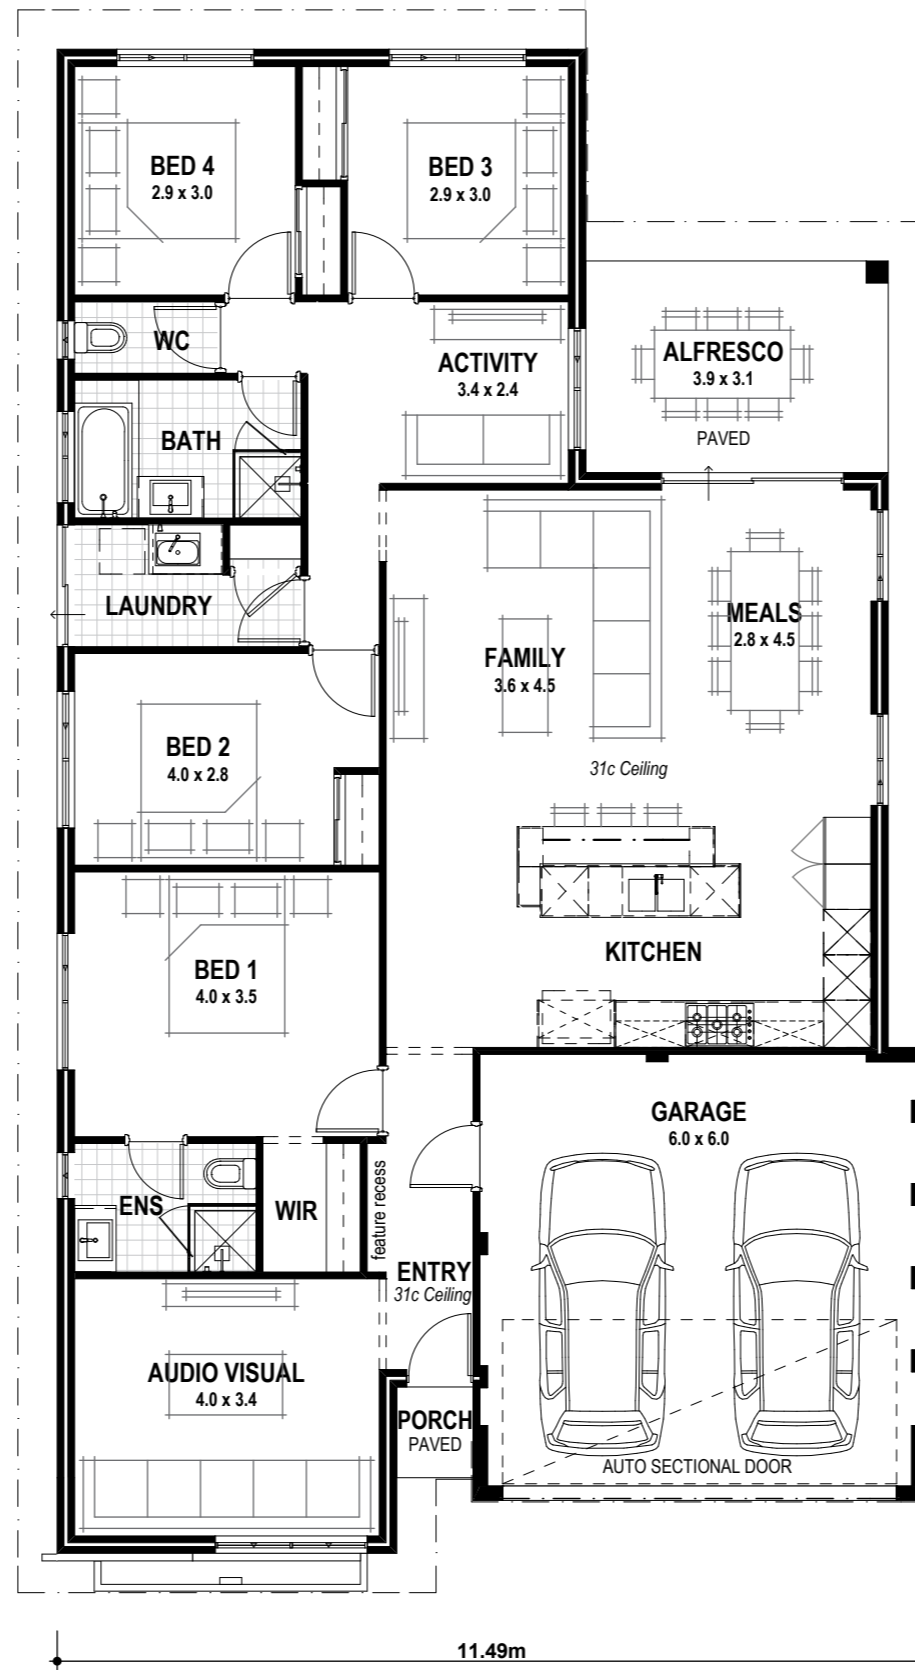 BED 4
2.9 x 3.0
BED 3
2.9 x 3.0
WC
ACTIVITY
3.4 x 2.4
ALFRESCO
3.9 x 3.1
PAVED
BATH
LAUNDRY
FAMILY
3.6 x 4.5
MEALS
2.8 x 4.5
31c Ceiling
BED 2
4.0 x 2.8
BED 1
4.0 x 3.5
KITCHEN
GARAGE
6.0 x 6.0
ENS
WIR
feature recess
ENTRY
31c Ceiling
AUDIO VISUAL
4.0 x 3.4
PORCH
PAVED
AUTO SECTIONAL DOOR
11.49m